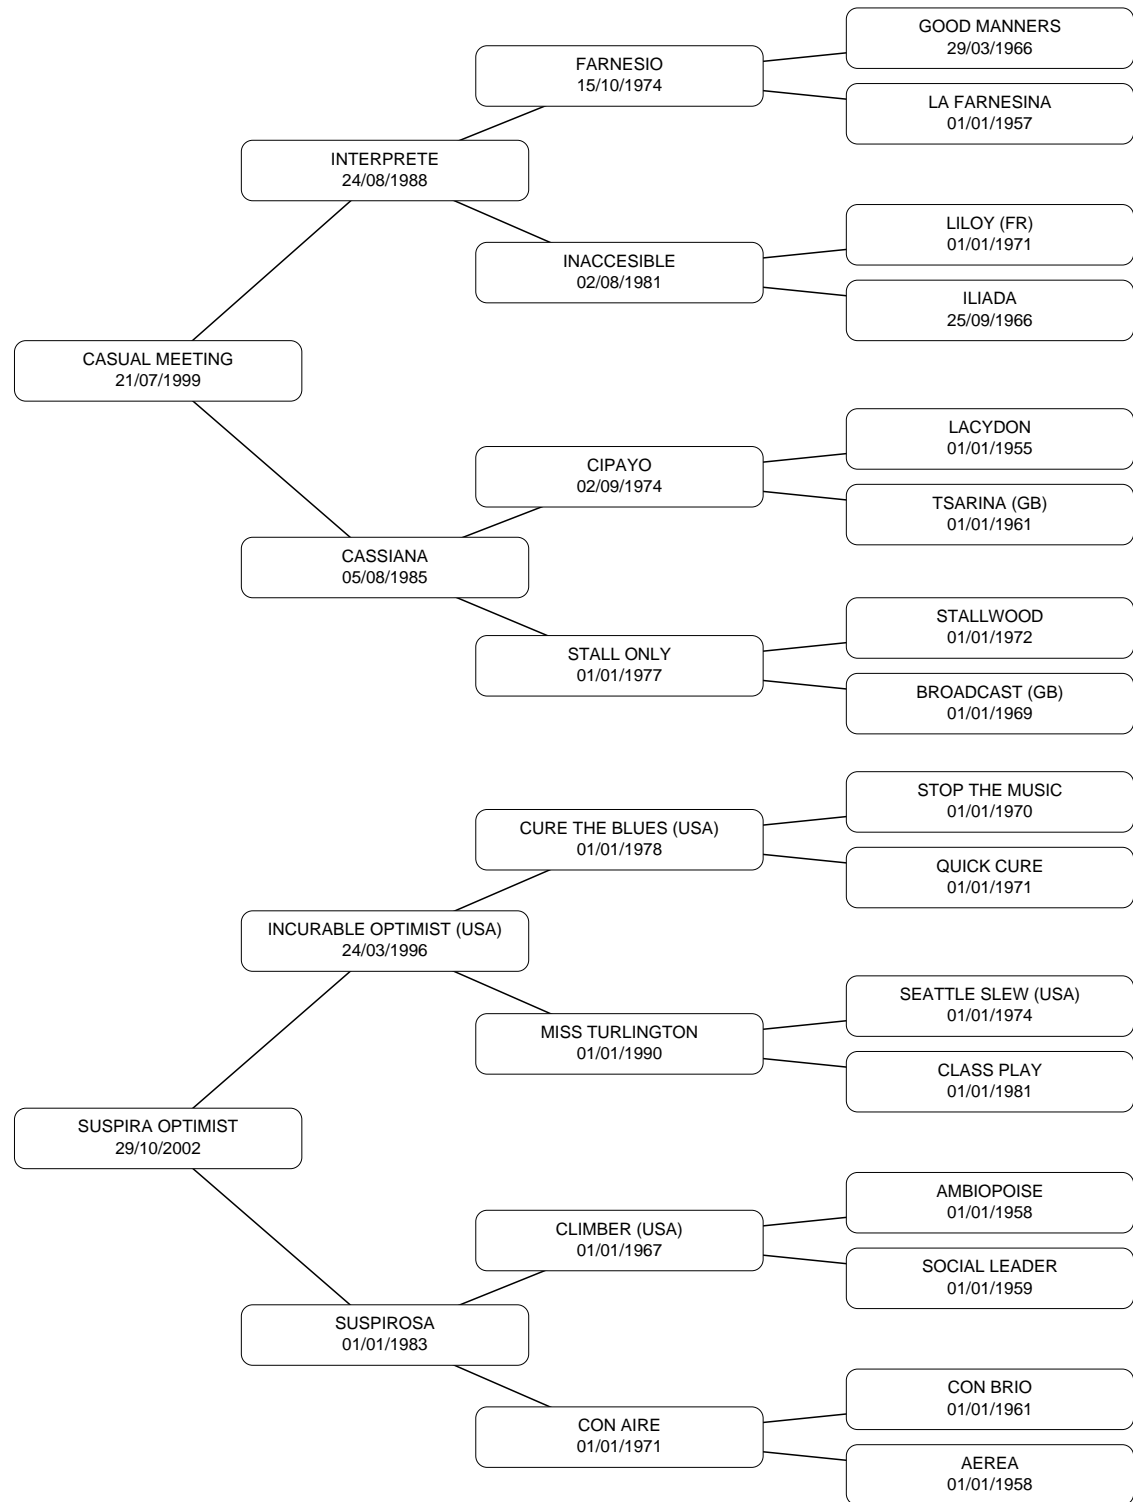 GOOD MANNERS
29/03/1966
FARNESIO
15/10/1974
LA FARNESINA
01/01/1957
INTERPRETE
24/08/1988
LILOY (FR)
01/01/1971
INACCESIBLE
02/08/1981
ILIADA
25/09/1966
CASUAL MEETING
21/07/1999
LACYDON
01/01/1955
CIPAYO
02/09/1974
TSARINA (GB)
01/01/1961
CASSIANA
05/08/1985
STALLWOOD
01/01/1972
STALL ONLY
01/01/1977
BROADCAST (GB)
01/01/1969
STOP THE MUSIC
01/01/1970
CURE THE BLUES (USA)
01/01/1978
QUICK CURE
01/01/1971
INCURABLE OPTIMIST (USA)
24/03/1996
SEATTLE SLEW (USA)
01/01/1974
MISS TURLINGTON
01/01/1990
CLASS PLAY
01/01/1981
SUSPIRA OPTIMIST
29/10/2002
AMBIOPOISE
01/01/1958
CLIMBER (USA)
01/01/1967
SOCIAL LEADER
01/01/1959
SUSPIROSA
01/01/1983
CON BRIO
01/01/1961
CON AIRE
01/01/1971
AEREA
01/01/1958